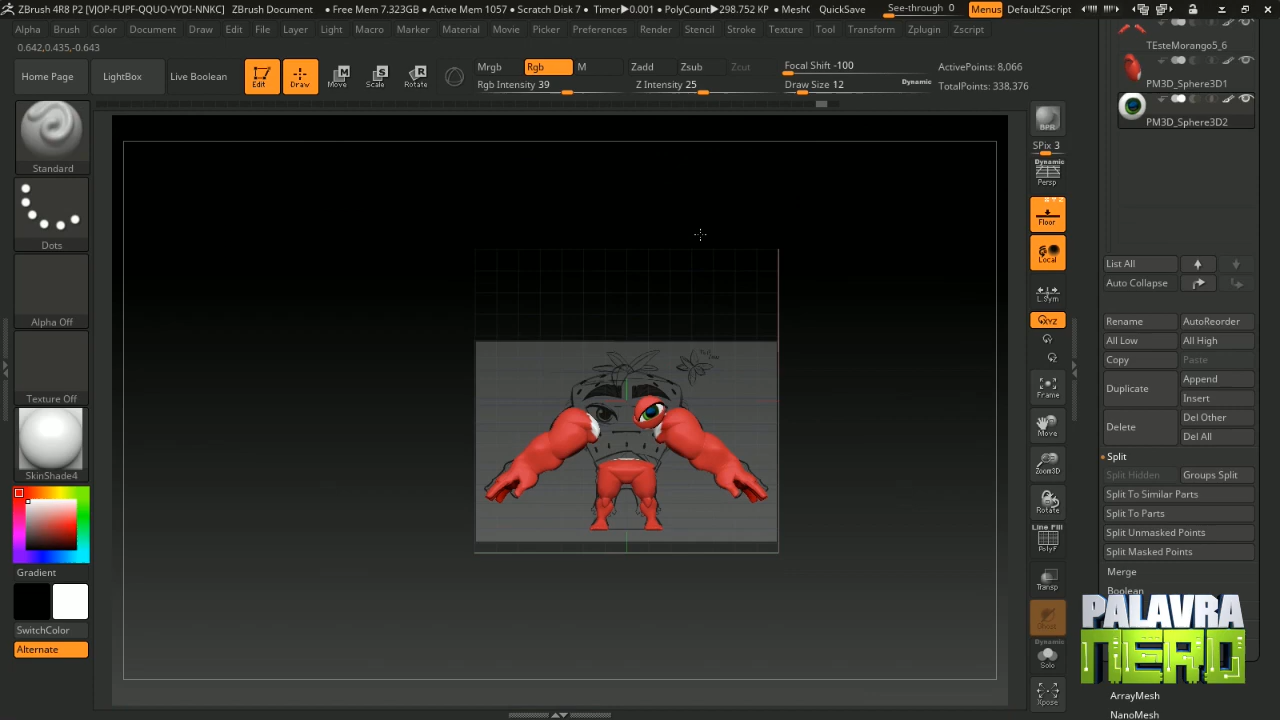 ZBrush 4R8 P2 [VJOP-FUPF-QQUO-VYDI-NNKC] ZBrush Document • Free Mem 7.323GB • Active Mem 1057 • Scratch Disk 7 • Timer▶0.001 • PolyCount▶298.752 KP • MeshC QuickSave See-through 0 Menus DefaultZScript
Alpha Brush Color Document Draw Edit File Layer Light Macro Marker Material Movie Picker Preferences Render Stencil Stroke Texture Tool Transform Zplugin Zscript
0.642,0.435,-0.643
Home Page LightBox Live Boolean Edit Draw Move Scale Rotate
Mrgb Rgb M Zadd Zsub Zcut
Rgb Intensity 39 Z Intensity 25
Focal Shift -100
Draw Size 12 Dynamic
ActivePoints: 8,066
TotalPoints: 338,376
Standard
Dots
Alpha Off
Texture Off
SkinShade4
Gradient
SwitchColor
Alternate
BPR
SPix 3
Dynamic
Persp
Floor
Local
L.Sym
XYZ
Frame
Move
Zoom3D
Rotate
Line Fill
PolyF
Transp
Ghost
Dynamic
Solo
Xpose
TEsteMorango5_6
PM3D_Sphere3D1
PM3D_Sphere3D2
List All
Auto Collapse
Rename AutoReorder
All Low All High
Copy Paste
Duplicate Append
Insert
Delete Del Other
Del All
Split
Split Hidden Groups Split
Split To Similar Parts
Split To Parts
Split Unmasked Points
Split Masked Points
Merge
Boolean
PALAVRA
NERD
ArrayMesh
NanoMesh